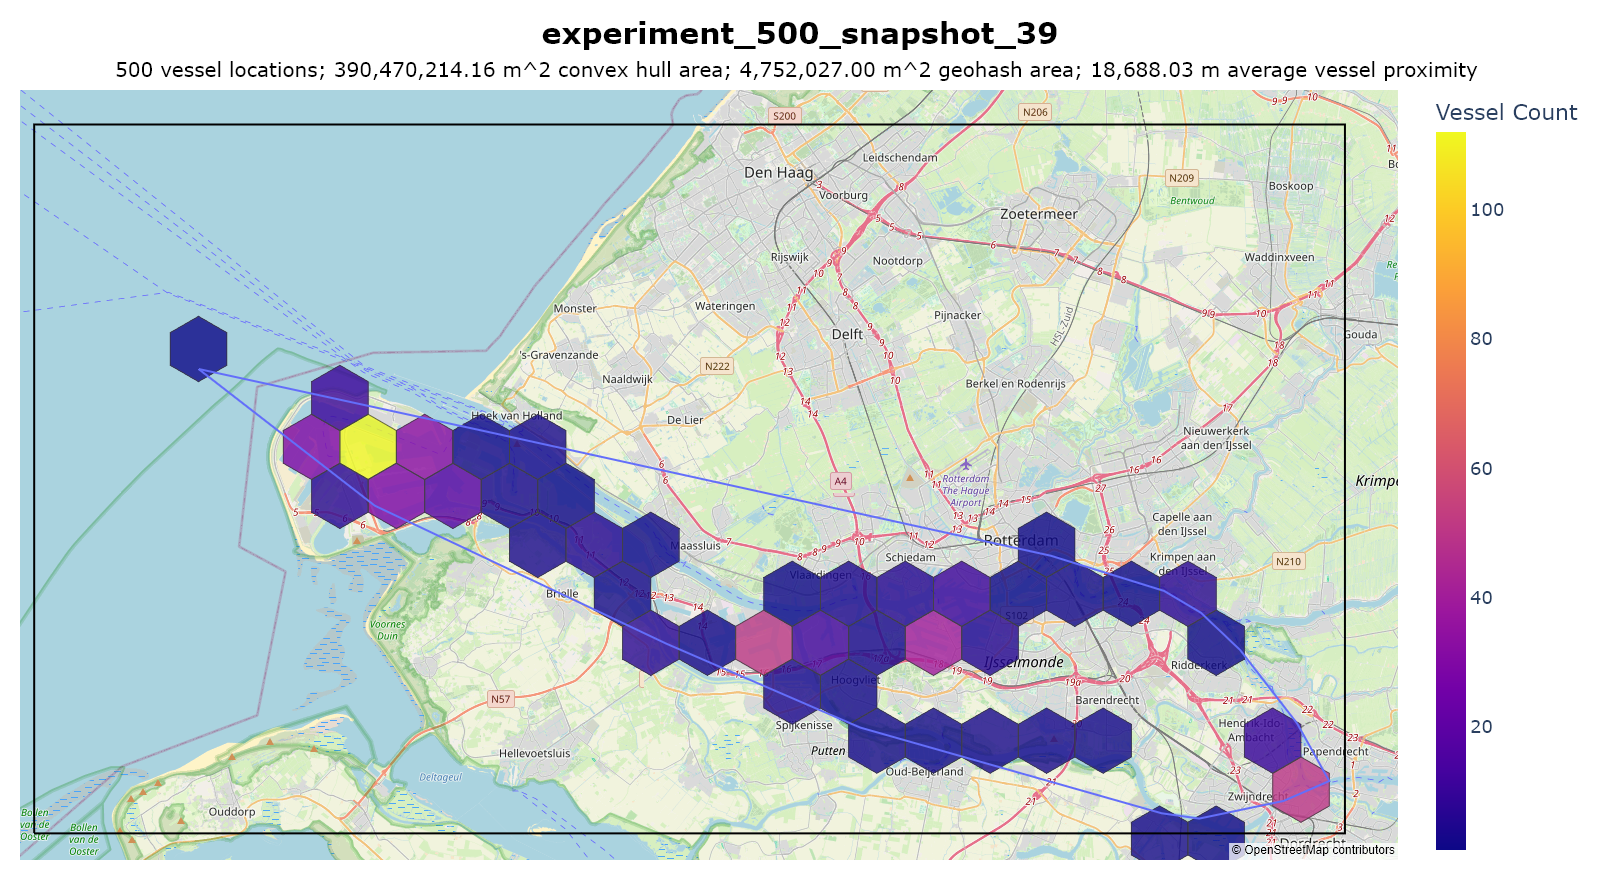 experiment_500_snapshot_39
500 vessel locations; 390,470,214.16 m^2 convex hull area; 4,752,027.00 m^2 geohash area; 18,688.03 m average vessel proximity
Vessel Count
100
80
60
40
20
S200
N206
Den Haag
Leidschendam
Voorburg
N209
Boskoop
Bentwoud
Zoetermeer
Rijswijk
Nootdorp
Waddinxveen
Monster
Wateringen
Pijnacker
HSL-Zuid
Delft
Gouda
's-Gravenzande
N222
Naaldwijk
Berkel en Rodenrijs
Hoek van Holland
De Lier
Nieuwerkerk
aan den IJssel
A4
Rotterdam
The Hague
Airport
Krimpe
Capelle aan
den IJssel
Maassluis
Schiedam
Rotterdam
Krimpen aan
den IJssel
N210
Vlaardingen
Brielle
S102
Voornes
Duin
IJsselmonde
Ridderkerk
Hoogvliet
N57
Barendrecht
Spijkenisse
Hendrik-Ido-
Ambacht
Papendrecht
Hellevoetsluis
Putten
Oud-Beijerland
Deltageul
Zwijndrecht
Ouddorp
Bollen
van de
Ooster
Bollen
van de
Ooster
Dordrecht
© OpenStreetMap contributors